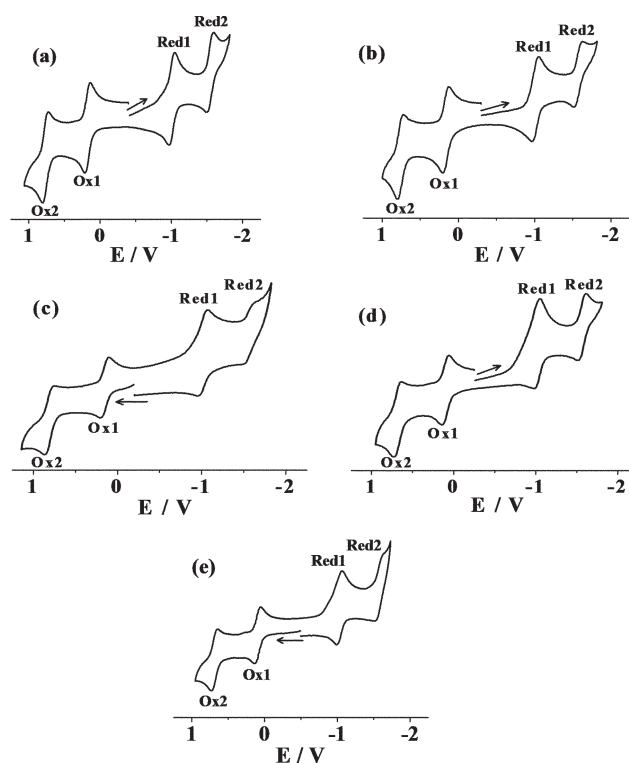 (a)
Red1
Red2
Ox2
Ox1
1 0 -1 -2
E / V
(b)
Red1
Red2
Ox2
Ox1
1 0 -1 -2
E / V
(c)
Red1
Red2
Ox2
Ox1
1 0 -1 -2
E / V
(d)
Red1
Red2
Ox2
Ox1
1 0 -1 -2
E / V
(e)
Red1
Red2
Ox2
Ox1
1 0 -1 -2
E / V